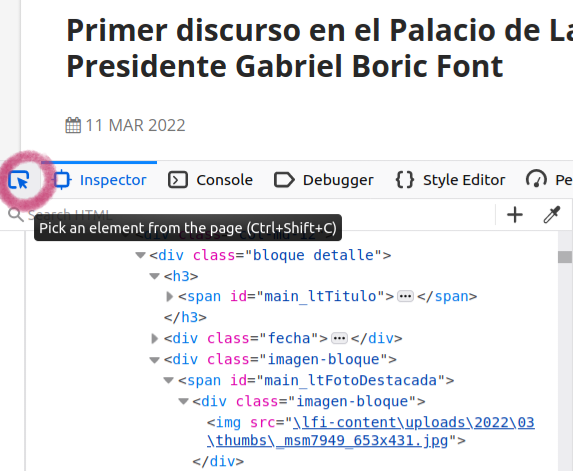 Primer discurso en el Palacio de La
Presidente Gabriel Boric Font
11 MAR 2022
Inspector Console Debugger {} Style Editor Pe
Search HTML
Pick an element from the page (Ctrl+Shift+C)
<div class="bloque detalle">
<h3>
<span id="main_ltTitulo"> ••• </span>
</h3>
<div class="fecha"> ••• </div>
<div class="imagen-bloque">
<span id="main_ltFotoDestacada">
<div class="imagen-bloque">
<img src="\lfi-content\uploads\2022\03
\thumbs\_msm7949_653x431.jpg">
</div>